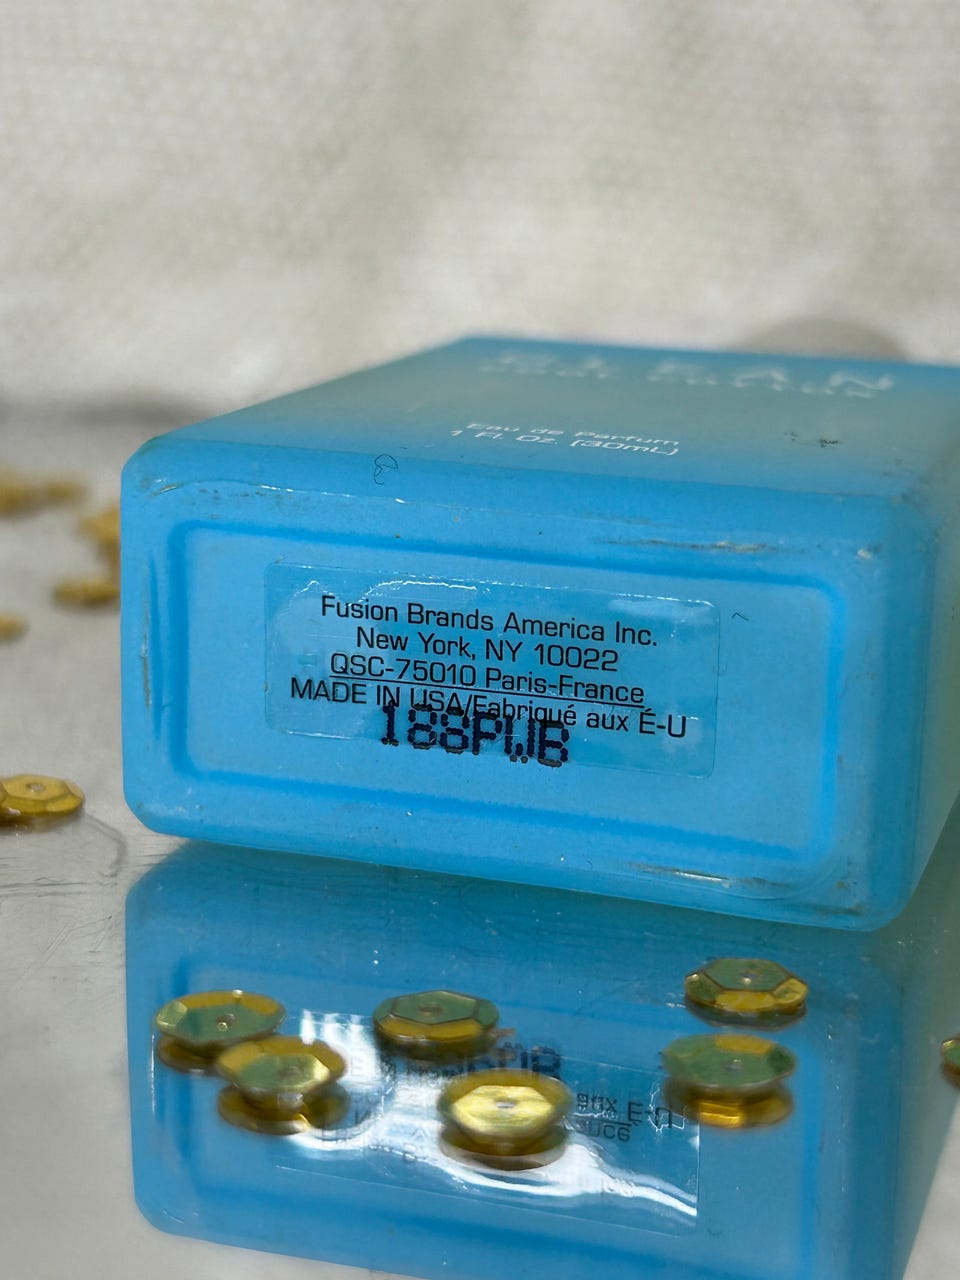 CLEAN
Eau de Parfum
1 Fl. Oz. (30mL)
Fusion Brands America Inc.
New York, NY 10022
QSC-75010 Paris-France
MADE IN USA/Fabriqué aux É-U
188PWB